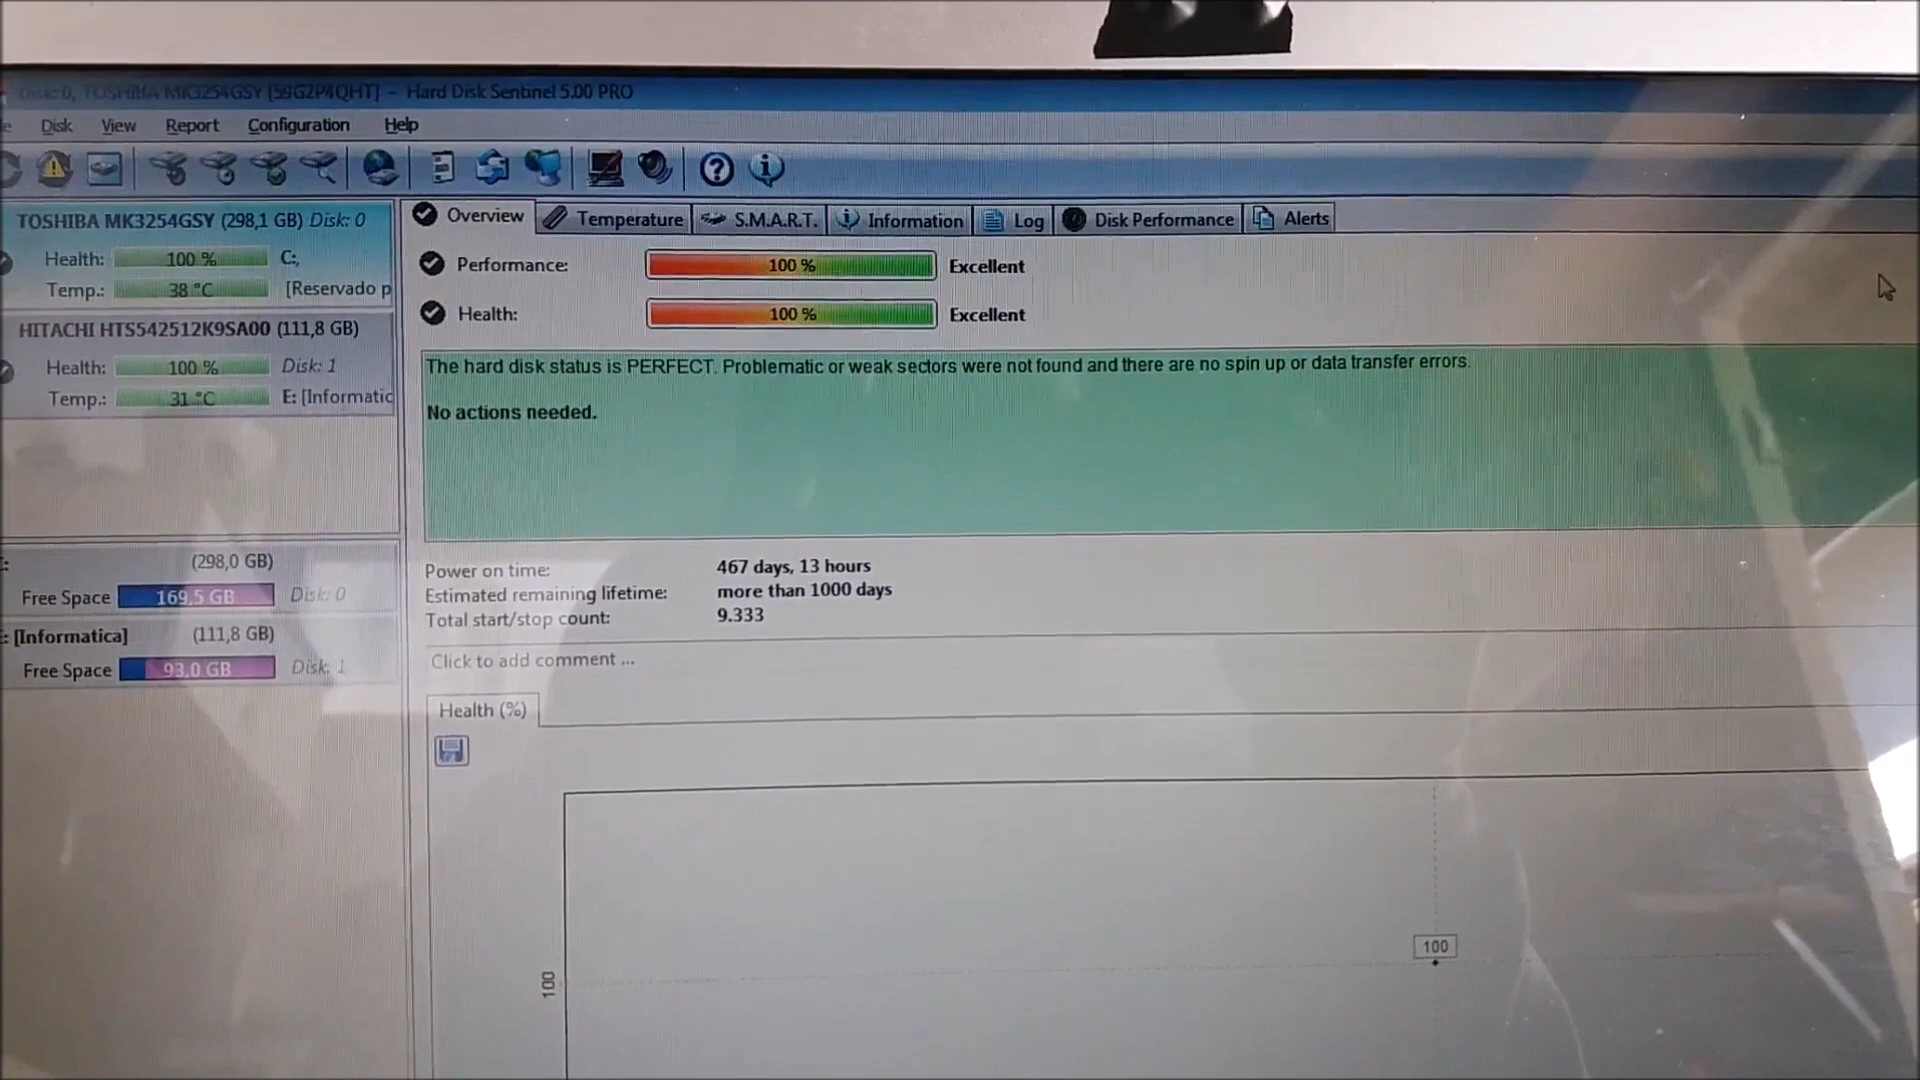 Disk: 0, TOSHIBA MK3254GSY [59G2P4QHT] - Hard Disk Sentinel 5.00 PRO
Disk View Report Configuration Help
TOSHIBA MK3254GSY (298,1 GB) Disk: 0
Health: 100 % C:,
Temp.: 38 °C [Reservado p
HITACHI HTS542512K9SA00 (111,8 GB)
Health: 100 % Disk: 1
Temp.: 31 °C E: [Informatic
(298,0 GB)
Free Space 169,5 GB Disk: 0
: [Informatica] (111,8 GB)
Free Space 93,0 GB Disk: 1
Overview Temperature S.M.A.R.T. Information Log Disk Performance Alerts
Performance: 100 % Excellent
Health: 100 % Excellent
The hard disk status is PERFECT. Problematic or weak sectors were not found and there are no spin up or data transfer errors.
No actions needed.
Power on time: 467 days, 13 hours
Estimated remaining lifetime: more than 1000 days
Total start/stop count: 9.333
Click to add comment ...
Health (%)
100
100